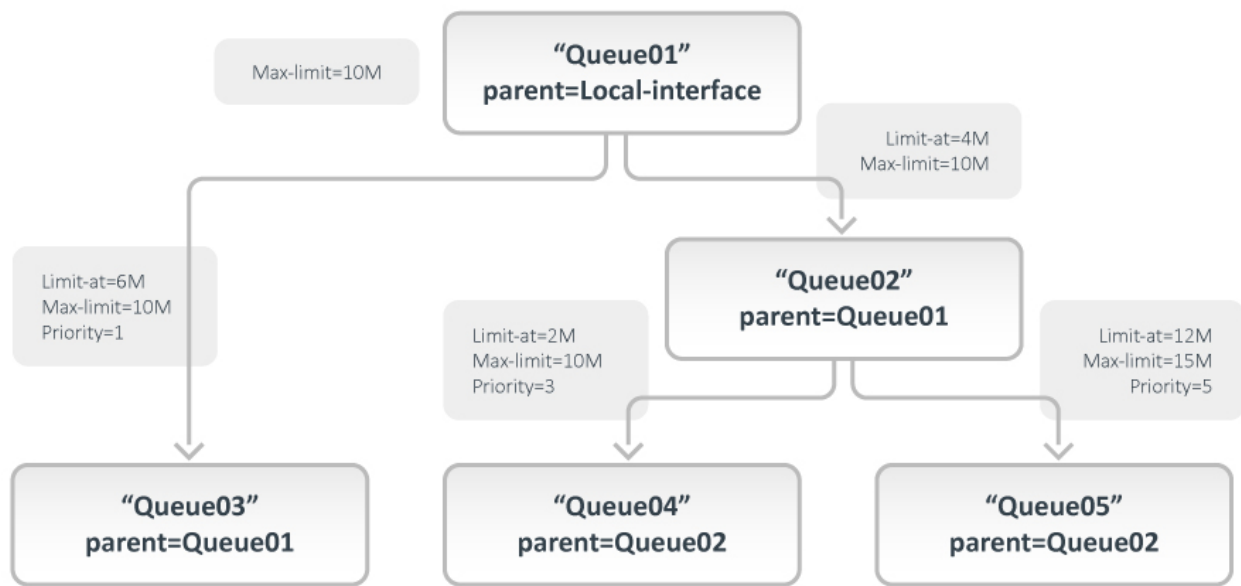 “Queue01”
parent=Local-interface
Max-limit=10M
Limit-at=4M
Max-limit=10M
“Queue02”
parent=Queue01
Limit-at=6M
Max-limit=10M
Priority=1
Limit-at=2M
Max-limit=10M
Priority=3
Limit-at=12M
Max-limit=15M
Priority=5
“Queue03”
parent=Queue01
“Queue04”
parent=Queue02
“Queue05”
parent=Queue02